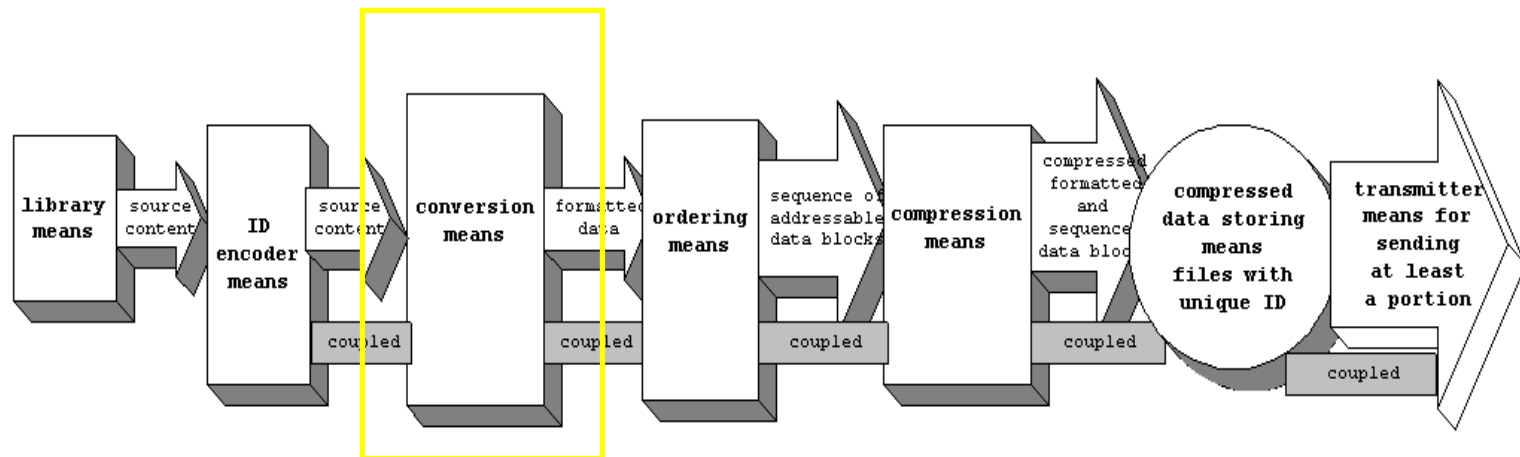 library
means
source
content
ID
encoder
means
source
content
coupled
conversion
means
formatted
data
coupled
ordering
means
sequence of
addressable
data blocks
coupled
compression
means
compressed
formatted
and
sequence
data block
coupled
compressed
data storing
means
files with
unique ID
transmitter
means for
sending
at least
a portion
coupled